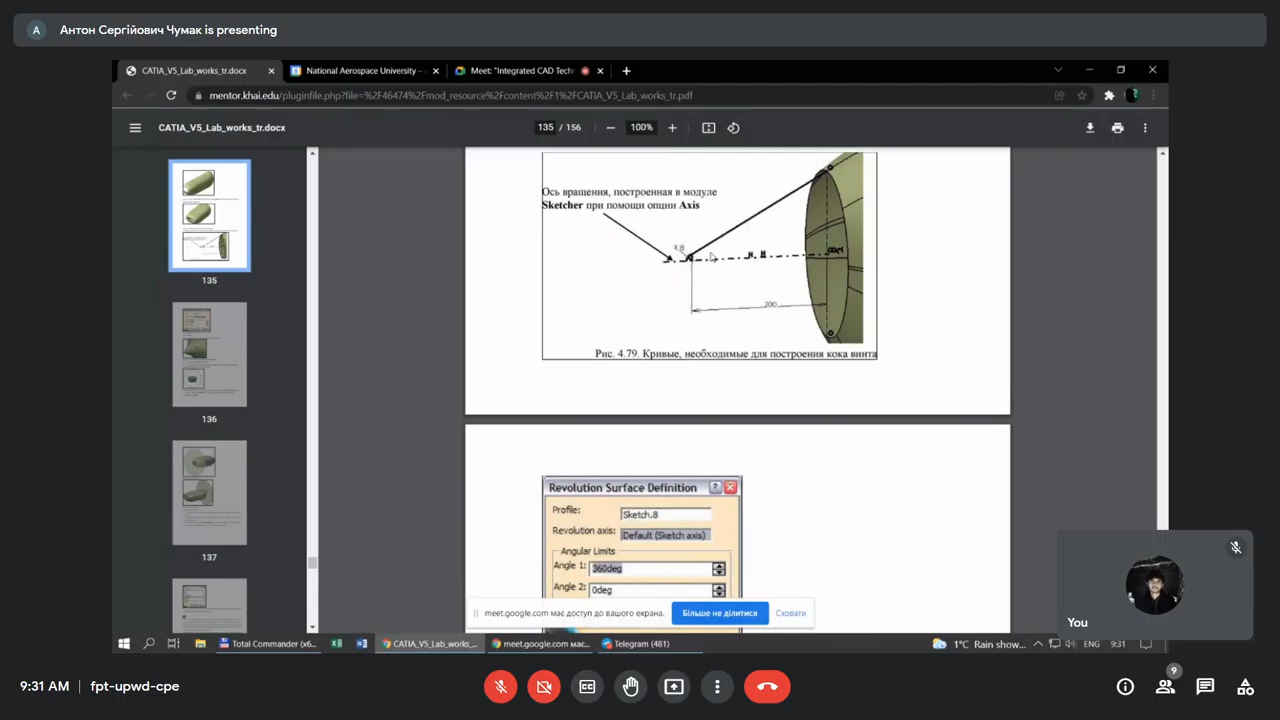 A Антон Сергійович Чумак is presenting
CATIA_V5_Lab_works_tr.docx
National Aerospace University –
Meet: "Integrated CAD Tech
mentor.khai.edu/pluginfile.php?file=%2F46474%2Fmod_resource%2Fcontent%2F1%2FCATIA_V5_Lab_works_tr.pdf
CATIA_V5_Lab_works_tr.docx
135 / 156
100%
Ось вращения, построенная в модуле
Sketcher при помощи опции Axis
H H
200
Рис. 4.79. Кривые, необходимые для построения кока винта
135
136
137
Revolution Surface Definition
Profile: Sketch.8
Revolution axis: Default (Sketch axis)
Angular Limits
Angle 1: 360deg
Angle 2: 0deg
meet.google.com має доступ до вашого екрана. Більше не ділитися Сховати
You
Total Commander (x6...
CATIA_V5_Lab_works_...
meet.google.com має...
Telegram (481)
1°C Rain show...
ENG
9:31
9:31 AM | fpt-upwd-cpe
9